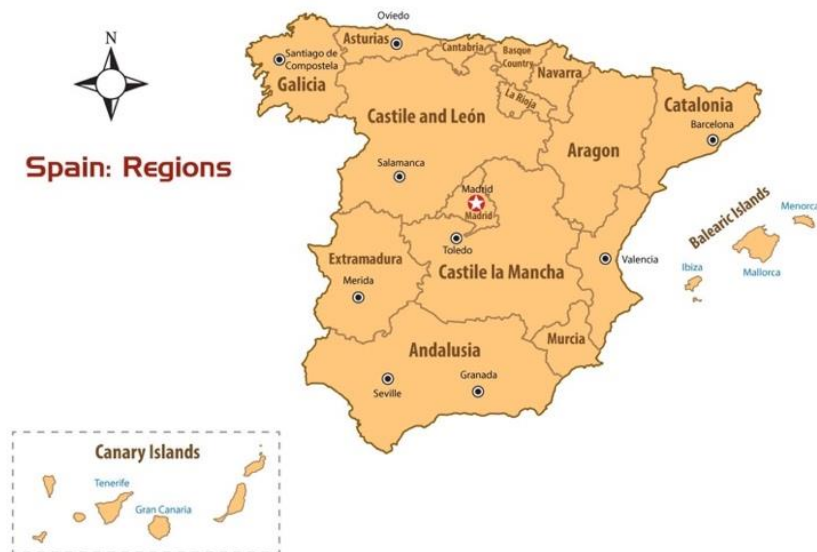 Oviedo
N
Asturias
Cantabria
Basque
Country
Santiago de
Compostela
Navarra
Galicia
La Rioja
Catalonia
Castile and León
Barcelona
Aragon
Spain: Regions
Salamanca
Madrid
Madrid
Menorca
Balearic Islands
Toledo
Extramadura
Castile la Mancha
Valencia
Ibiza
Mallorca
Merida
Murcia
Andalusia
Seville
Granada
Canary Islands
Tenerife
Gran Canaria